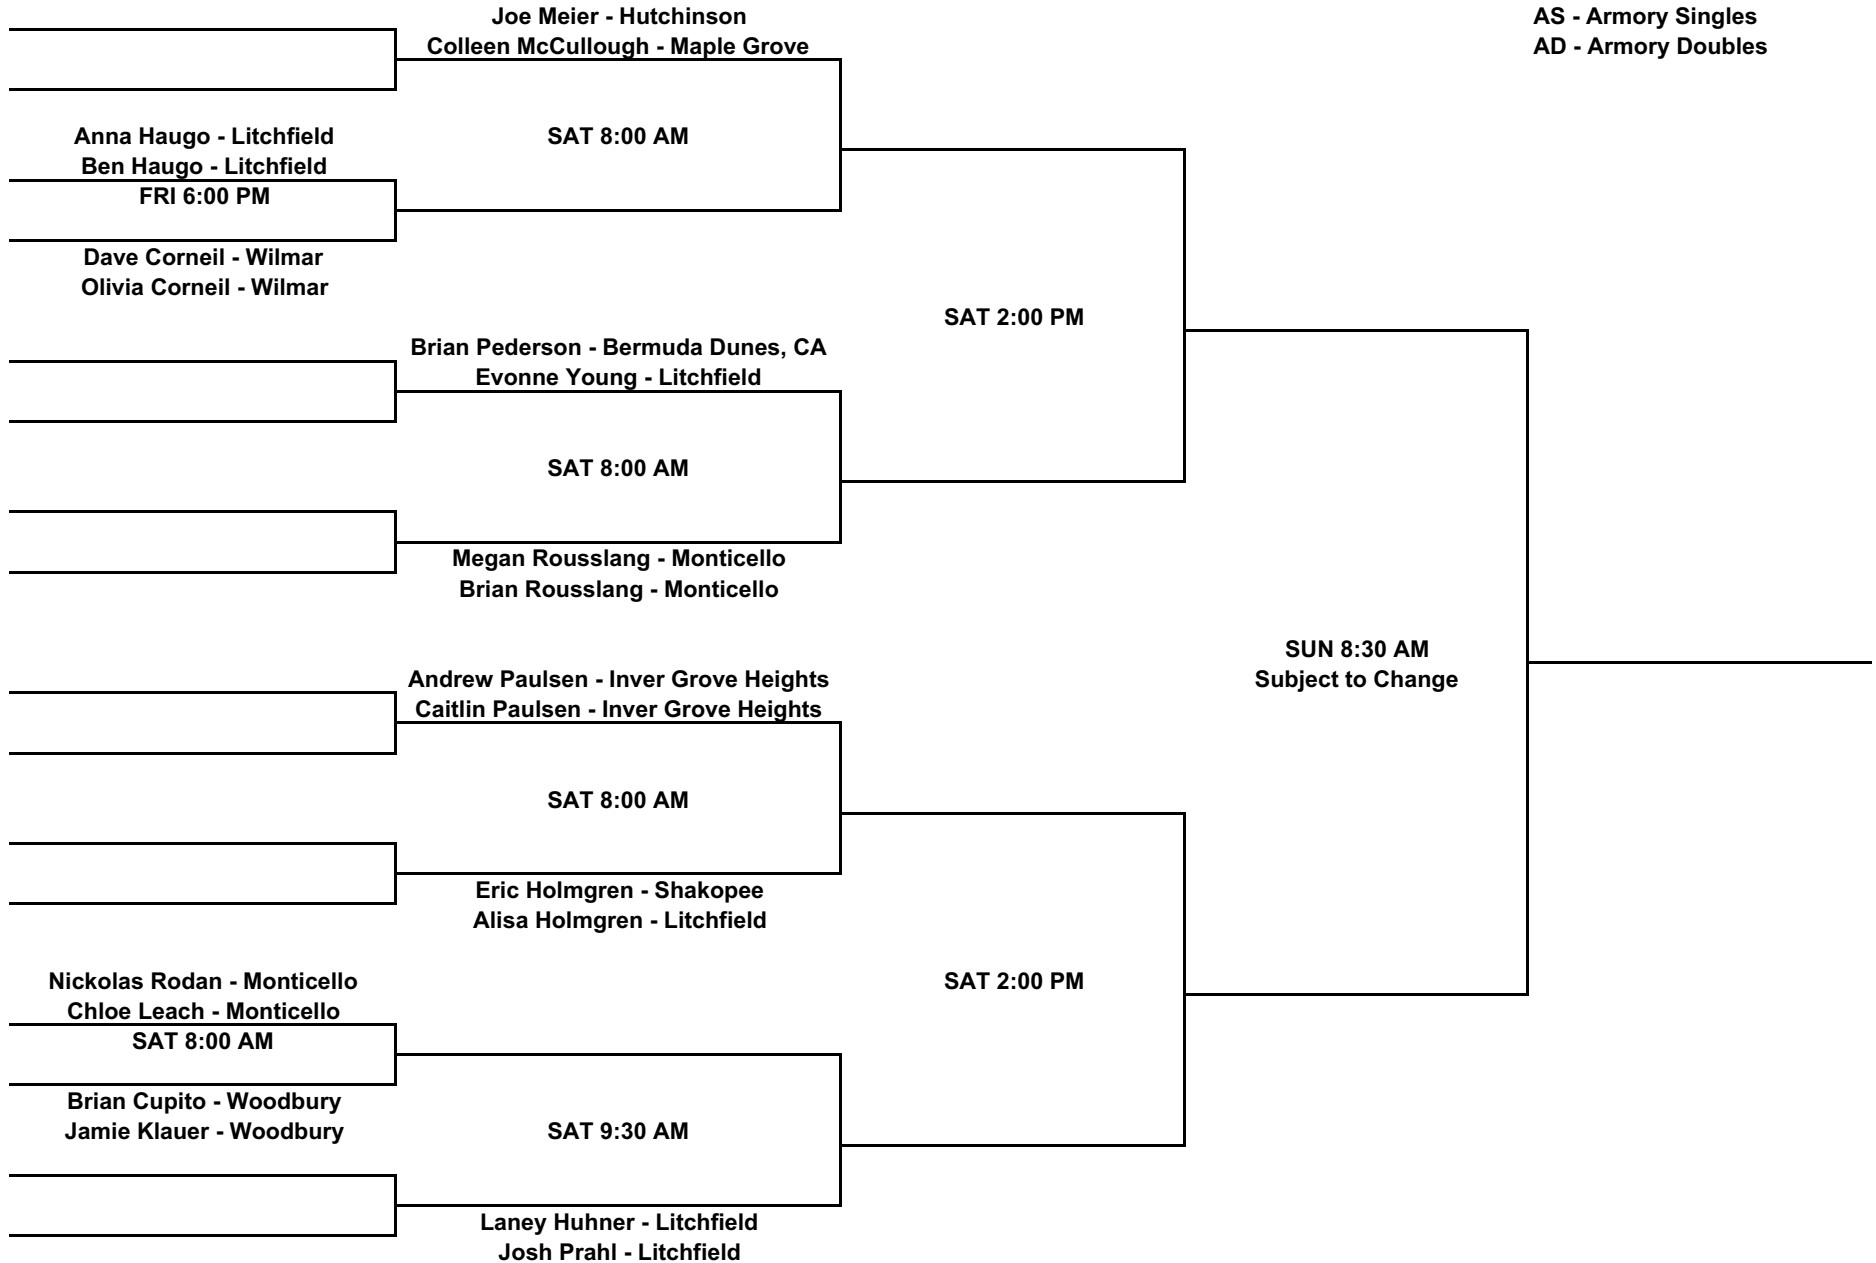 Joe Meier - Hutchinson
Colleen McCullough - Maple Grove
AS - Armory Singles
AD - Armory Doubles
Anna Haugo - Litchfield
Ben Haugo - Litchfield
FRI 6:00 PM
Dave Corneil - Wilmar
Olivia Corneil - Wilmar
SAT 8:00 AM
SAT 2:00 PM
Brian Pederson - Bermuda Dunes, CA
Evonne Young - Litchfield
SAT 8:00 AM
Megan Rousslang - Monticello
Brian Rousslang - Monticello
SUN 8:30 AM
Subject to Change
Andrew Paulsen - Inver Grove Heights
Caitlin Paulsen - Inver Grove Heights
SAT 8:00 AM
Eric Holmgren - Shakopee
Alisa Holmgren - Litchfield
SAT 2:00 PM
Nickolas Rodan - Monticello
Chloe Leach - Monticello
SAT 8:00 AM
Brian Cupito - Woodbury
Jamie Klauer - Woodbury
SAT 9:30 AM
Laney Huhner - Litchfield
Josh Prahl - Litchfield